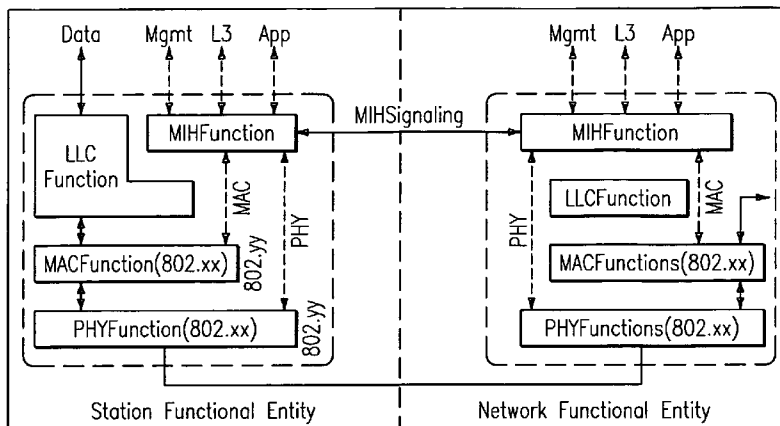 Data
Mgmt L3 App
Mgmt L3 App
MIHFunction
MIHSignaling
MIHFunction
LLC
Function
MAC
PHY
PHY
LLCFunction
MAC
MACFunction(802.xx)
802.yy
MACFunctions(802.xx)
PHYFunction(802.xx)
802.yy
PHYFunctions(802.xx)
Station Functional Entity
Network Functional Entity